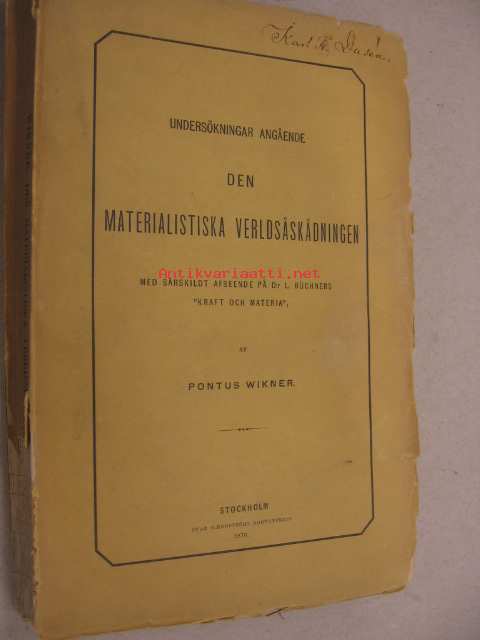 Karl
UNDERSÖKNINGAR ANGÅENDE
DEN
MATERIALISTISKA VERLDSÅSKÅDNINGEN
Antikvariaatti.net
MED SÄRSKILDT AFSEENDE PÅ Dr L. BÜCHNERS
"KRAFT OCH MATERIA",
AF
PONTUS WIKNER.
STOCKHOLM
1870.